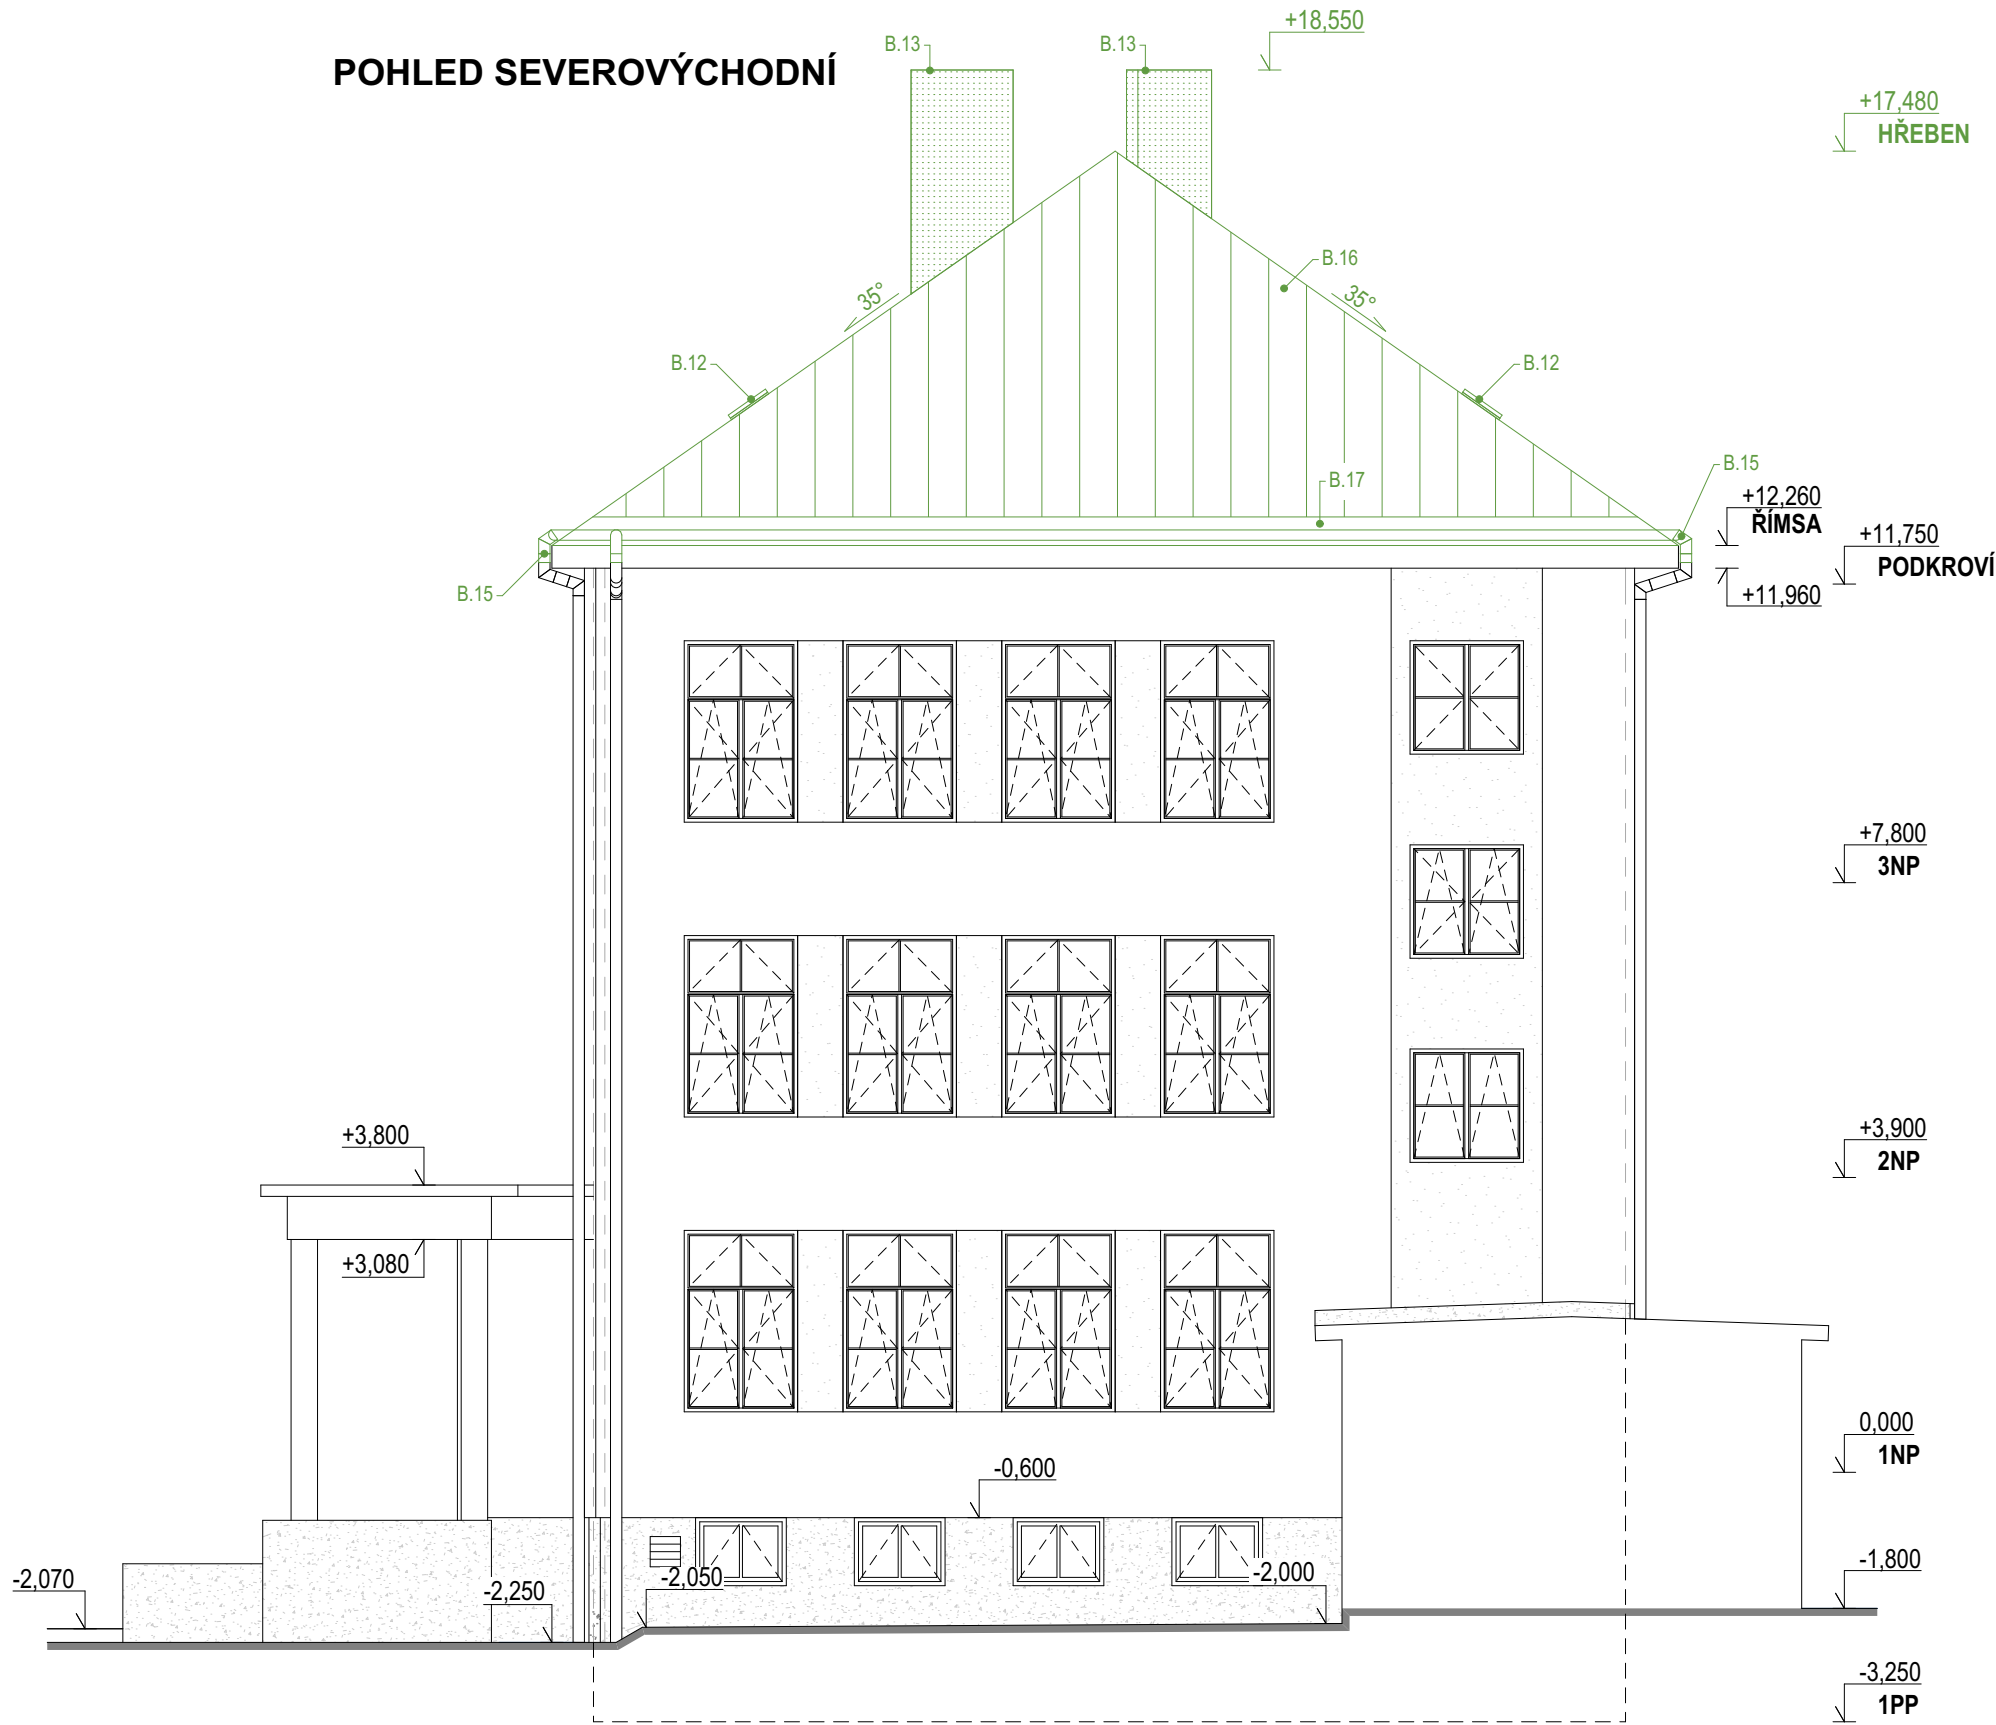 +18,550
B.13
B.13
POHLED SEVEROVÝCHODNÍ
+17,480
HŘEBEN
B.16
35°
35°
B.12
B.12
B.15
B.17
+12,260
ŘÍMSA
+11,750
PODKROVÍ
B.15
+11,960
+7,800
3NP
+3,800
+3,900
2NP
+3,080
0,000
1NP
-0,600
-2,070
-2,250
-2,050
-2,000
-1,800
-3,250
1PP